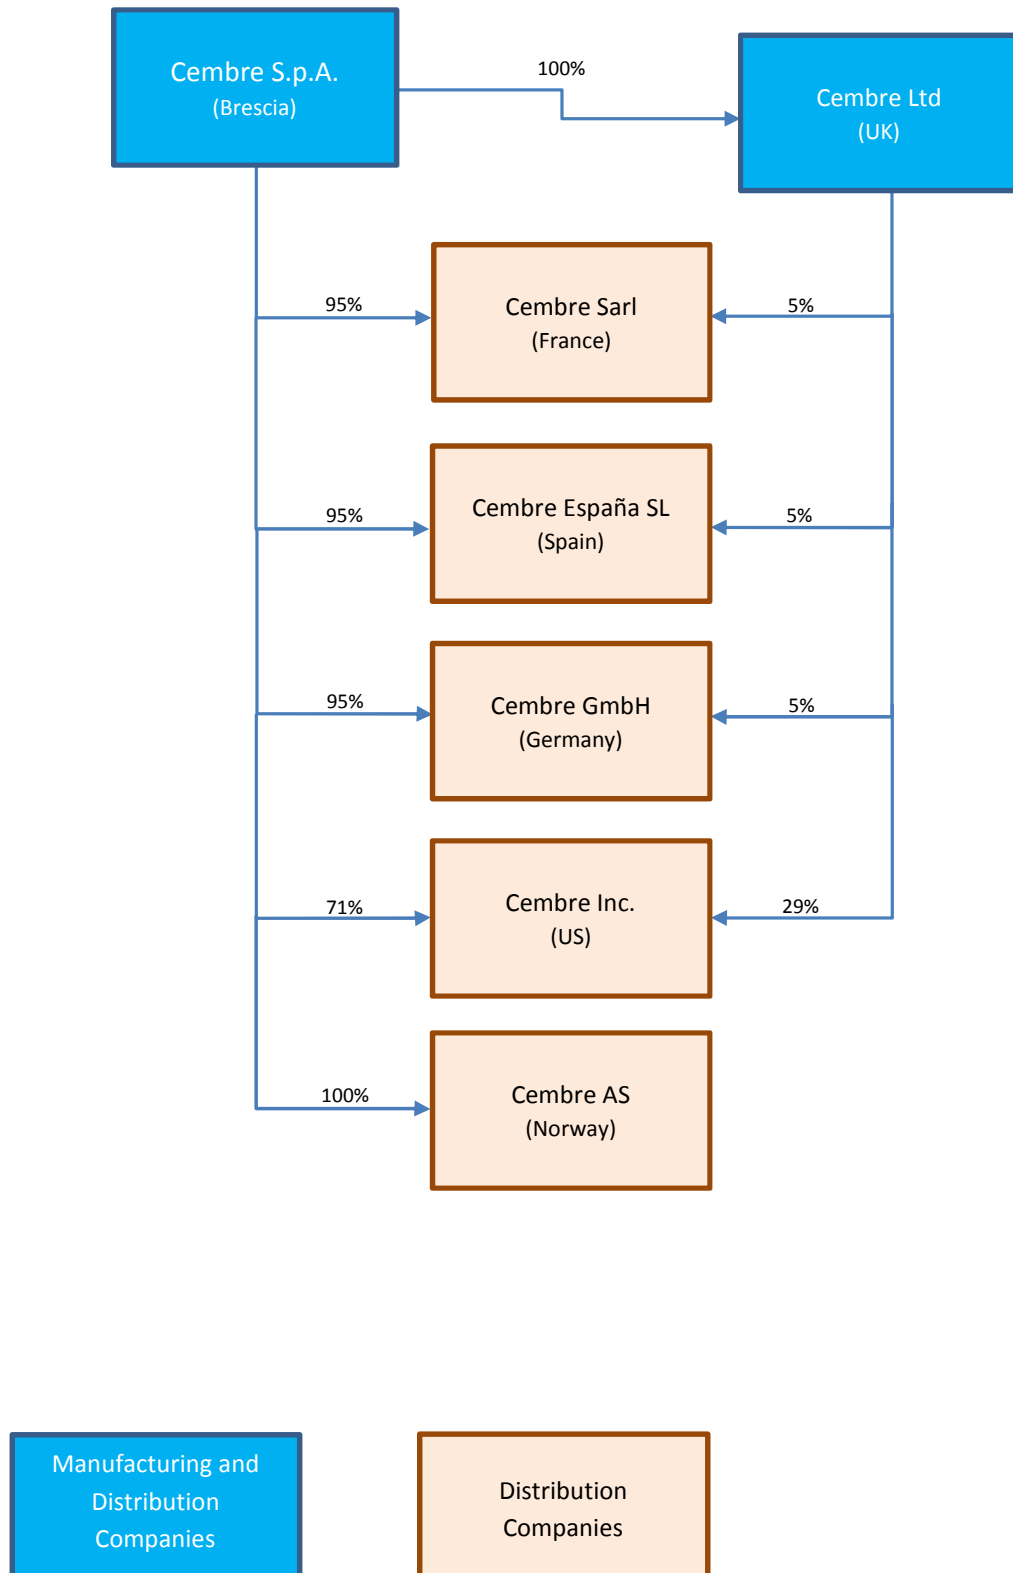 Cembre S.p.A.
(Brescia)
100%
Cembre Ltd
(UK)
95%
Cembre Sarl
(France)
5%
95%
Cembre España SL
(Spain)
5%
95%
Cembre GmbH
(Germany)
5%
71%
Cembre Inc.
(US)
29%
100%
Cembre AS
(Norway)
Manufacturing and
Distribution
Companies
Distribution
Companies